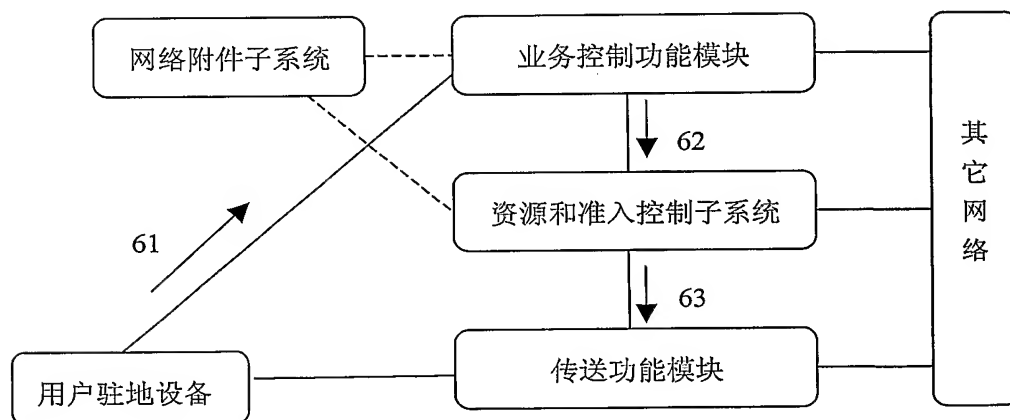 网络附件子系统
业务控制功能模块
62
资源和准入控制子系统
其它网络
61
63
用户驻地设备
传送功能模块